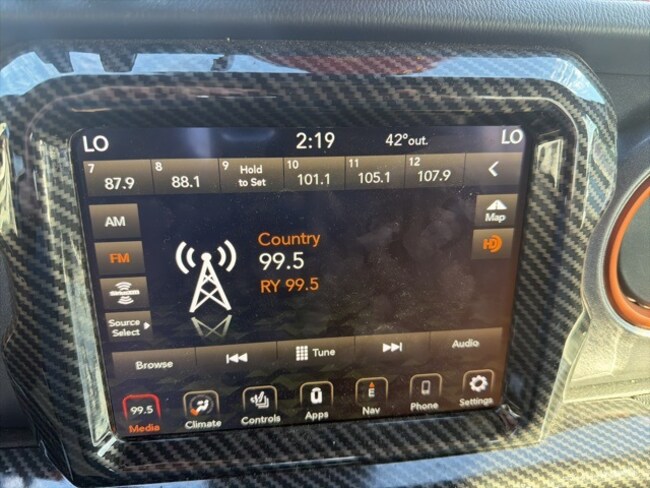 LO 2:19 42°out. LO
7 8 9 10 11 12
87.9 88.1 Hold to Set 101.1 105.1 107.9
AM
Map
Country
FM
HD
99.5
RY 99.5
Source
Select
Browse Tune Audio
99.5 E
Media Climate Controls Apps Nav Phone Settings